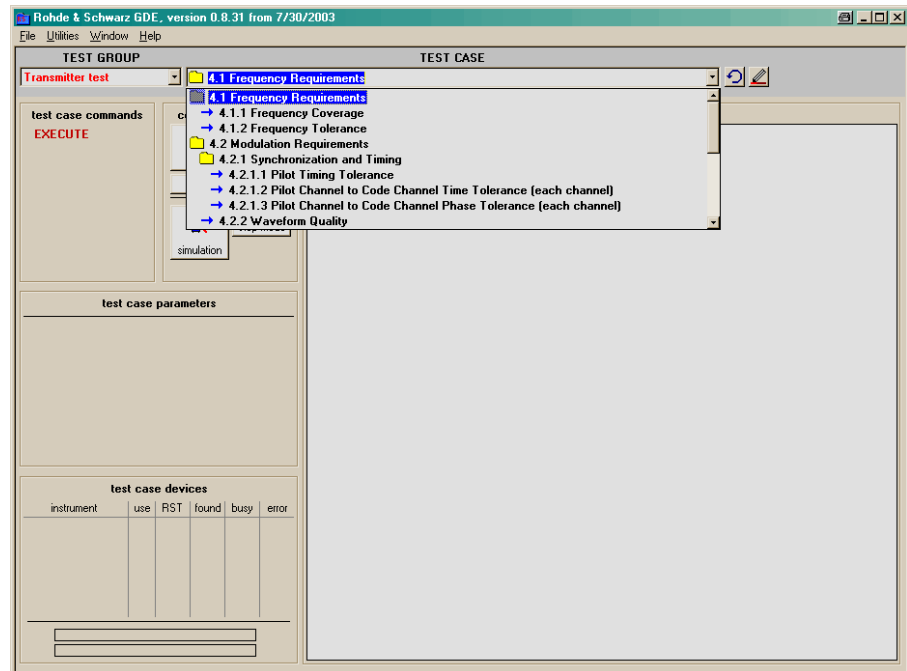 Rohde & Schwarz GDE, version 0.8.31 from 7/30/2003
File Utilities Window Help
TEST GROUP TEST CASE
Transmitter test 4.1 Frequency Requirements
4.1 Frequency Requirements
4.1.1 Frequency Coverage
4.1.2 Frequency Tolerance
4.2 Modulation Requirements
4.2.1 Synchronization and Timing
4.2.1.1 Pilot Timing Tolerance
4.2.1.2 Pilot Channel to Code Channel Time Tolerance (each channel)
4.2.1.3 Pilot Channel to Code Channel Phase Tolerance (each channel)
4.2.2 Waveform Quality
test case commands
EXECUTE
simulation
test case parameters
test case devices
instrument use RST found busy error